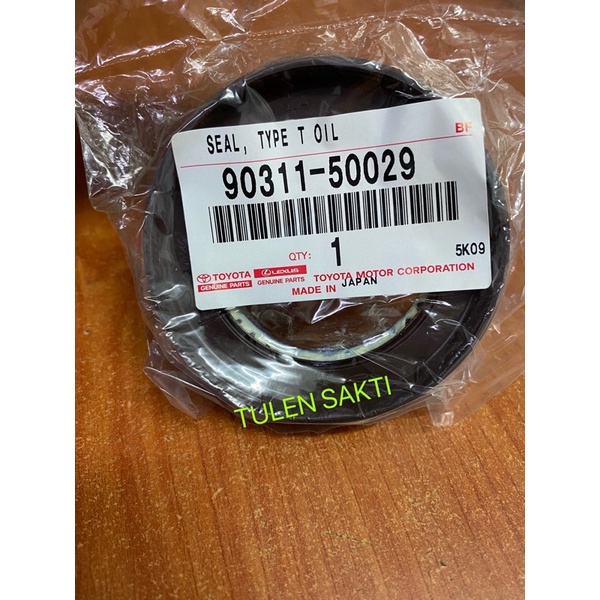 SEAL, TYPE T OIL
BE
90311-50029
QTY: 1
5K09
TOYOTA
GENUINE PARTS
LEXUS
GENUINE PARTS
TOYOTA MOTOR CORPORATION
MADE IN JAPAN
TULEN SAKTI